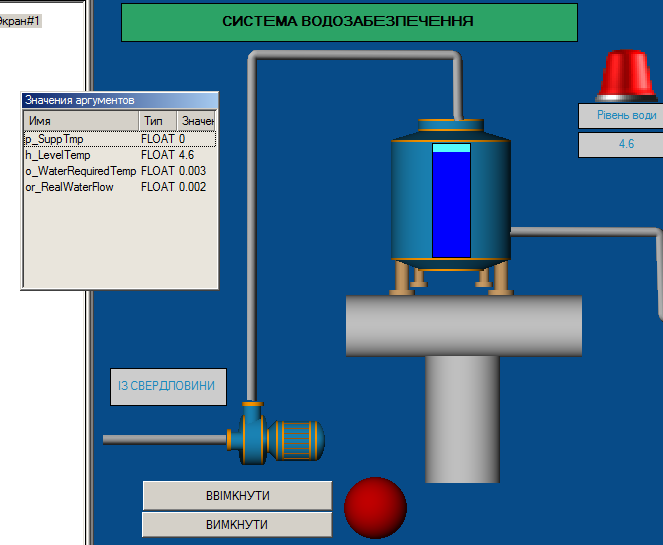 Экран#1
СИСТЕМА ВОДОЗАБЕЗПЕЧЕННЯ
Значения аргументов
Имя Тип Значен
p_SuppTmp FLOAT 0
h_LevelTemp FLOAT 4.6
o_WaterRequiredTemp FLOAT 0.003
or_RealWaterFlow FLOAT 0.002
Рівень води
4.6
ІЗ СВЕРДЛОВИНИ
ВВІМКНУТИ
ВИМКНУТИ